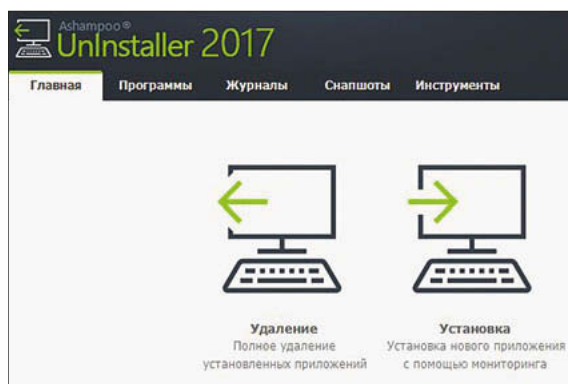 Ashampoo®
UnInstaller 2017
Главная Программы Журналы Снапшоты Инструменты
Удаление
Полное удаление
установленных приложений
Установка
Установка нового приложения
с помощью мониторинга